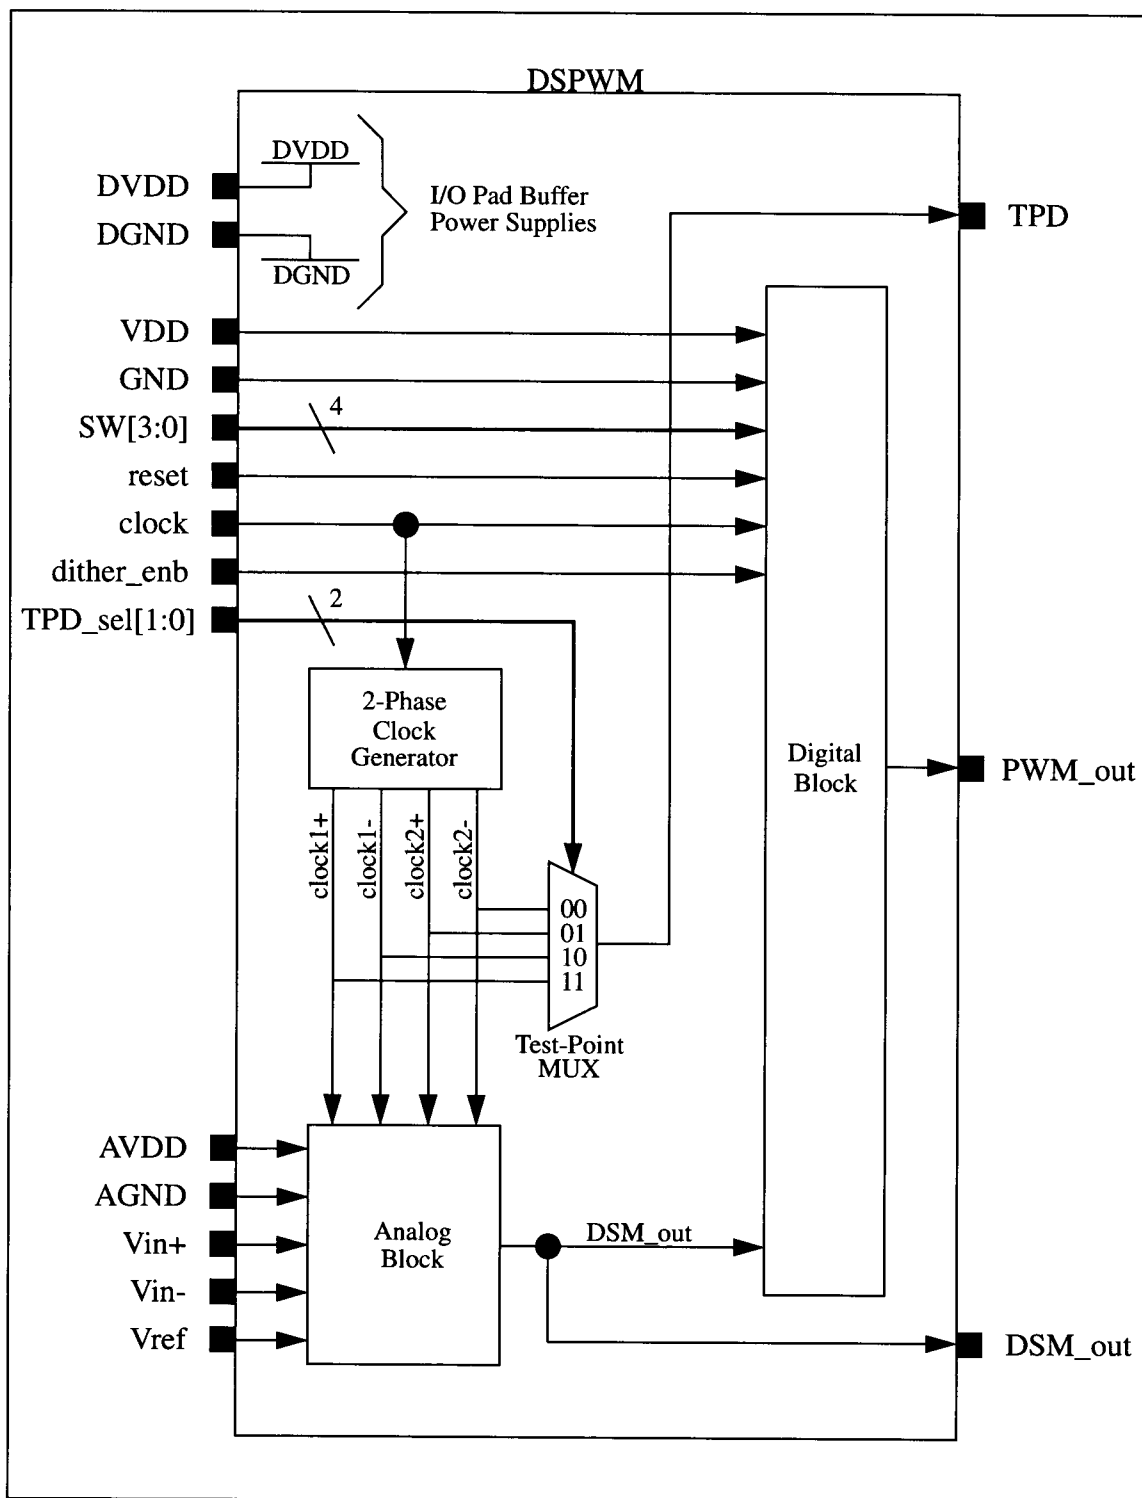 DSPWM
DVDD
DVDD
I/O Pad Buffer
Power Supplies
DGND
DGND
TPD
VDD
GND
SW[3:0]
4
reset
clock
dither_enb
TPD_sel[1:0]
2
2-Phase
Clock
Generator
Digital
Block
PWM_out
clock1+
clock1-
clock2+
clock2-
00
01
10
11
Test-Point
MUX
AVDD
AGND
Vin+
Vin-
Vref
Analog
Block
DSM_out
DSM_out